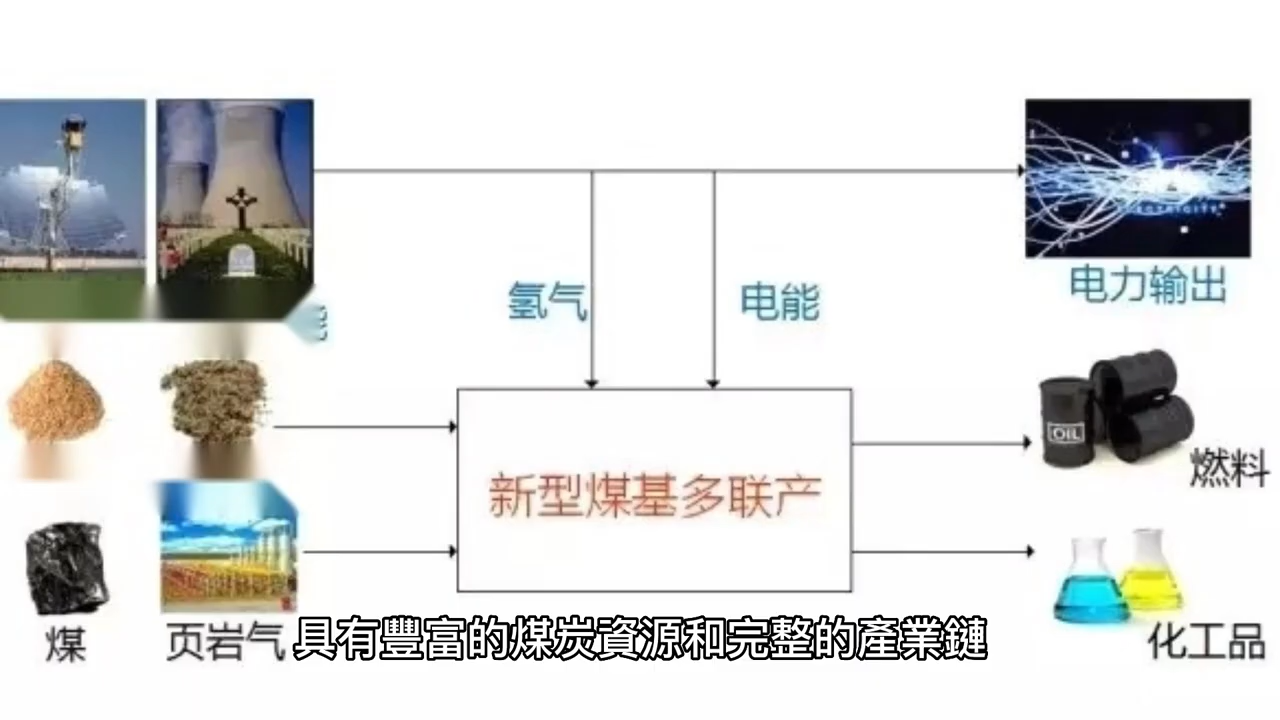 氢气
电能
电力输出
OIL
燃料
新型煤基多联产
煤
页岩气
化工品
具有豐富的煤炭資源和完整的產業鏈